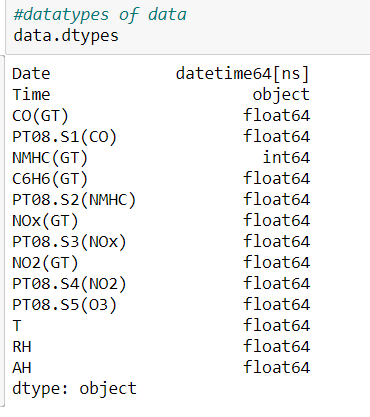 #datatypes of data
data.dtypes
Date datetime64[ns]
Time object
CO(GT) float64
PT08.S1(CO) float64
NMHC(GT) int64
C6H6(GT) float64
PT08.S2(NMHC) float64
NOx(GT) float64
PT08.S3(NOx) float64
NO2(GT) float64
PT08.S4(NO2) float64
PT08.S5(O3) float64
T float64
RH float64
AH float64
dtype: object